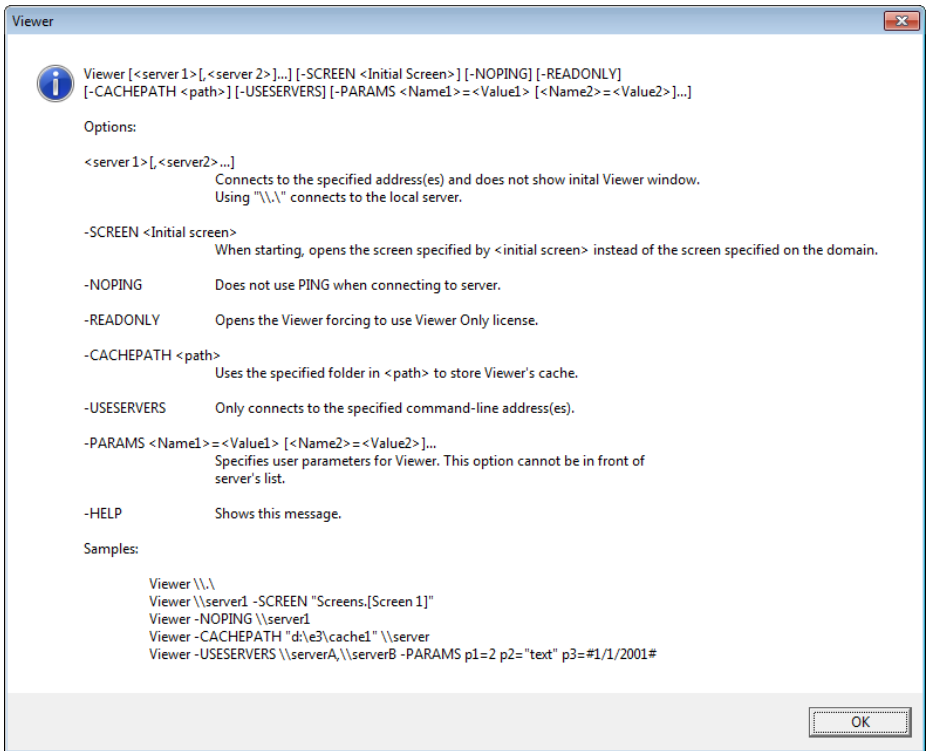 Viewer
Viewer [<server 1>[,<server 2>]...] [-SCREEN <Initial Screen>] [-NOPING] [-READONLY]
[-CACHEPATH <path>] [-USESERVERS] [-PARAMS <Name1>=<Value1> [<Name2>=<Value2>]...]
Options:
<server 1>[,<server2>...]
Connects to the specified address(es) and does not show inital Viewer window.
Using "\\.\" connects to the local server.
-SCREEN <Initial screen>
When starting, opens the screen specified by <initial screen> instead of the screen specified on the domain.
-NOPING Does not use PING when connecting to server.
-READONLY Opens the Viewer forcing to use Viewer Only license.
-CACHEPATH <path>
Uses the specified folder in <path> to store Viewer's cache.
-USESERVERS Only connects to the specified command-line address(es).
-PARAMS <Name1>=<Value1> [<Name2>=<Value2>]...
Specifies user parameters for Viewer. This option cannot be in front of
server's list.
-HELP Shows this message.
Samples:
Viewer \\.\
Viewer \\server1 -SCREEN "Screens.[Screen 1]"
Viewer -NOPING \\server1
Viewer -CACHEPATH "d:\e3\cache1" \\server
Viewer -USESERVERS \\serverA,\\serverB -PARAMS p1=2 p2="text" p3=#1/1/2001#
OK